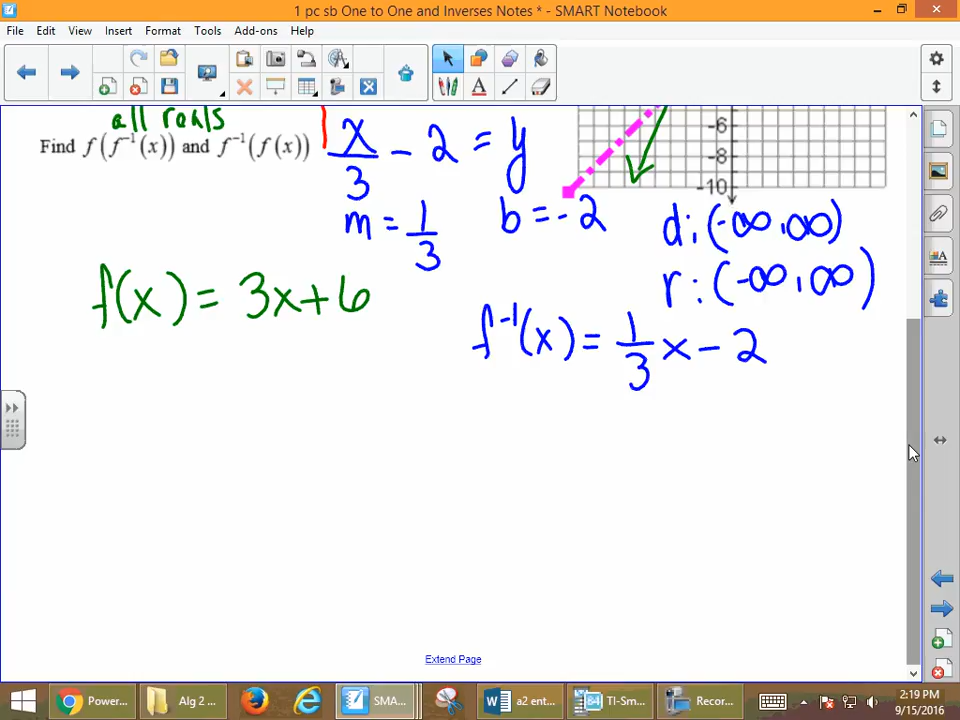 1 pc sb One to One and Inverses Notes * - SMART Notebook
File Edit View Insert Format Tools Add-ons Help
all reals
Find f(f⁻¹(x)) and f⁻¹(f(x))
x/3 - 2 = y
-6
-8
-10
m = 1/3 b = -2
d: (-∞,∞)
r: (-∞,∞)
f(x) = 3x+6
f⁻¹(x) = 1/3 x - 2
Extend Page
Power... Alg 2 ... SMA... a2 ent... TI-Sm... Recor...
2:19 PM
9/15/2016